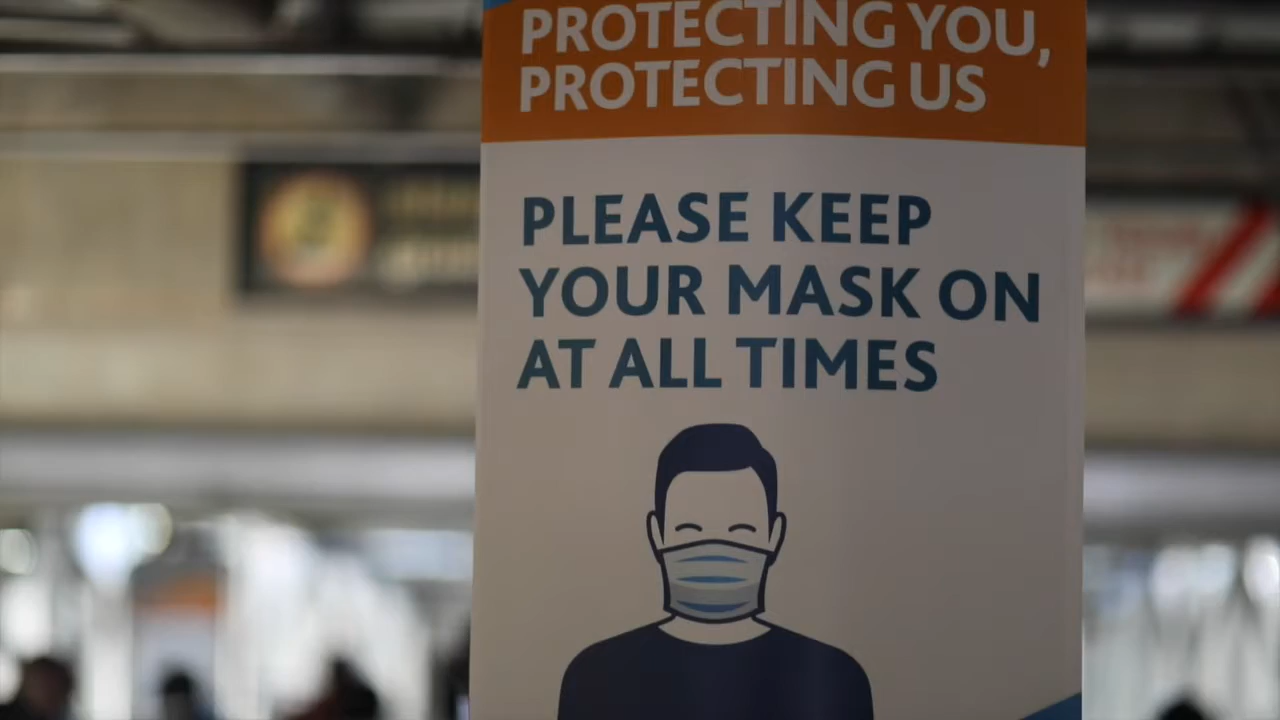 PROTECTING YOU,
PROTECTING US
PLEASE KEEP
YOUR MASK ON
AT ALL TIMES